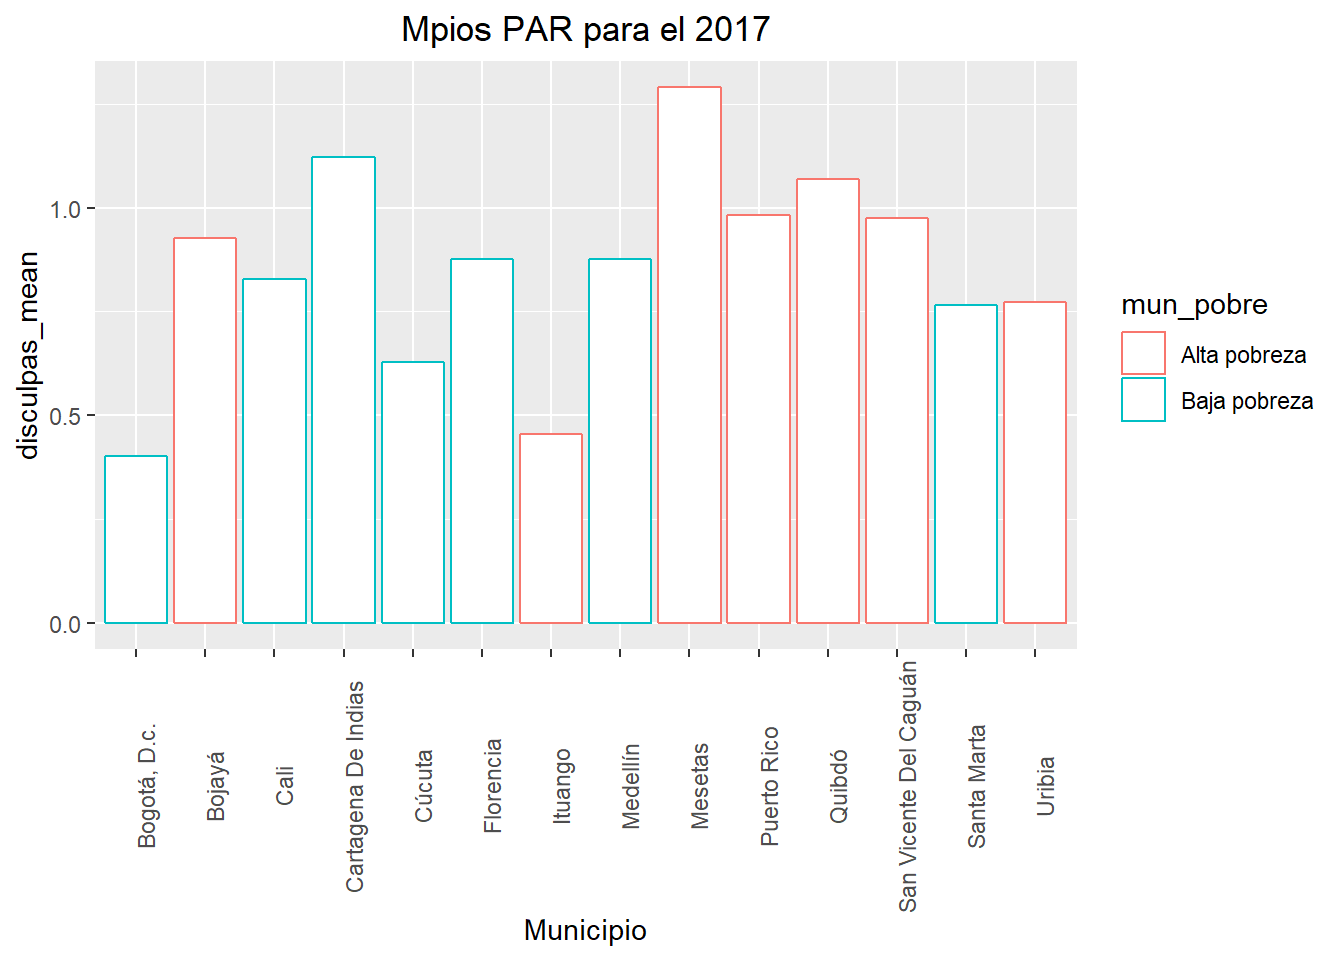 Mpios PAR para el 2017
disculpas_mean
1.0
0.5
0.0
Bogotá, D.c.
Bojayá
Cali
Cartagena De Indias
Cúcuta
Florencia
Ituango
Medellín
Mesetas
Puerto Rico
Quibdó
San Vicente Del Caguán
Santa Marta
Uribia
Municipio
mun_pobre
Alta pobreza
Baja pobreza